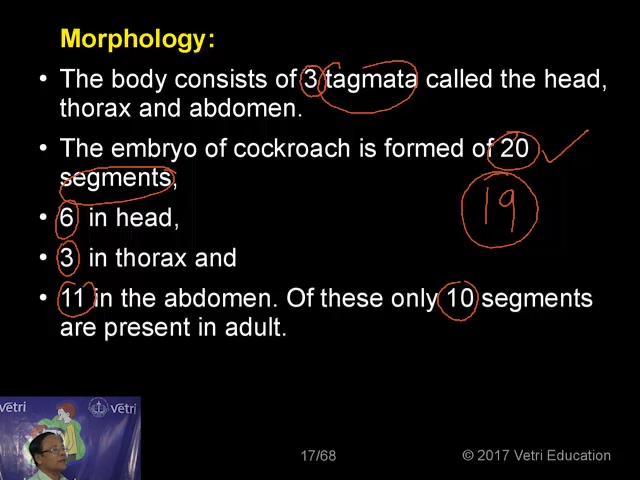 Morphology:
• The body consists of 3 tagmata called the head,
thorax and abdomen.
• The embryo of cockroach is formed of 20
segments,
19
• 6 in head,
• 3 in thorax and
• 11 in the abdomen. Of these only 10 segments
are present in adult.
vetri
vetri
17/68
© 2017 Vetri Education